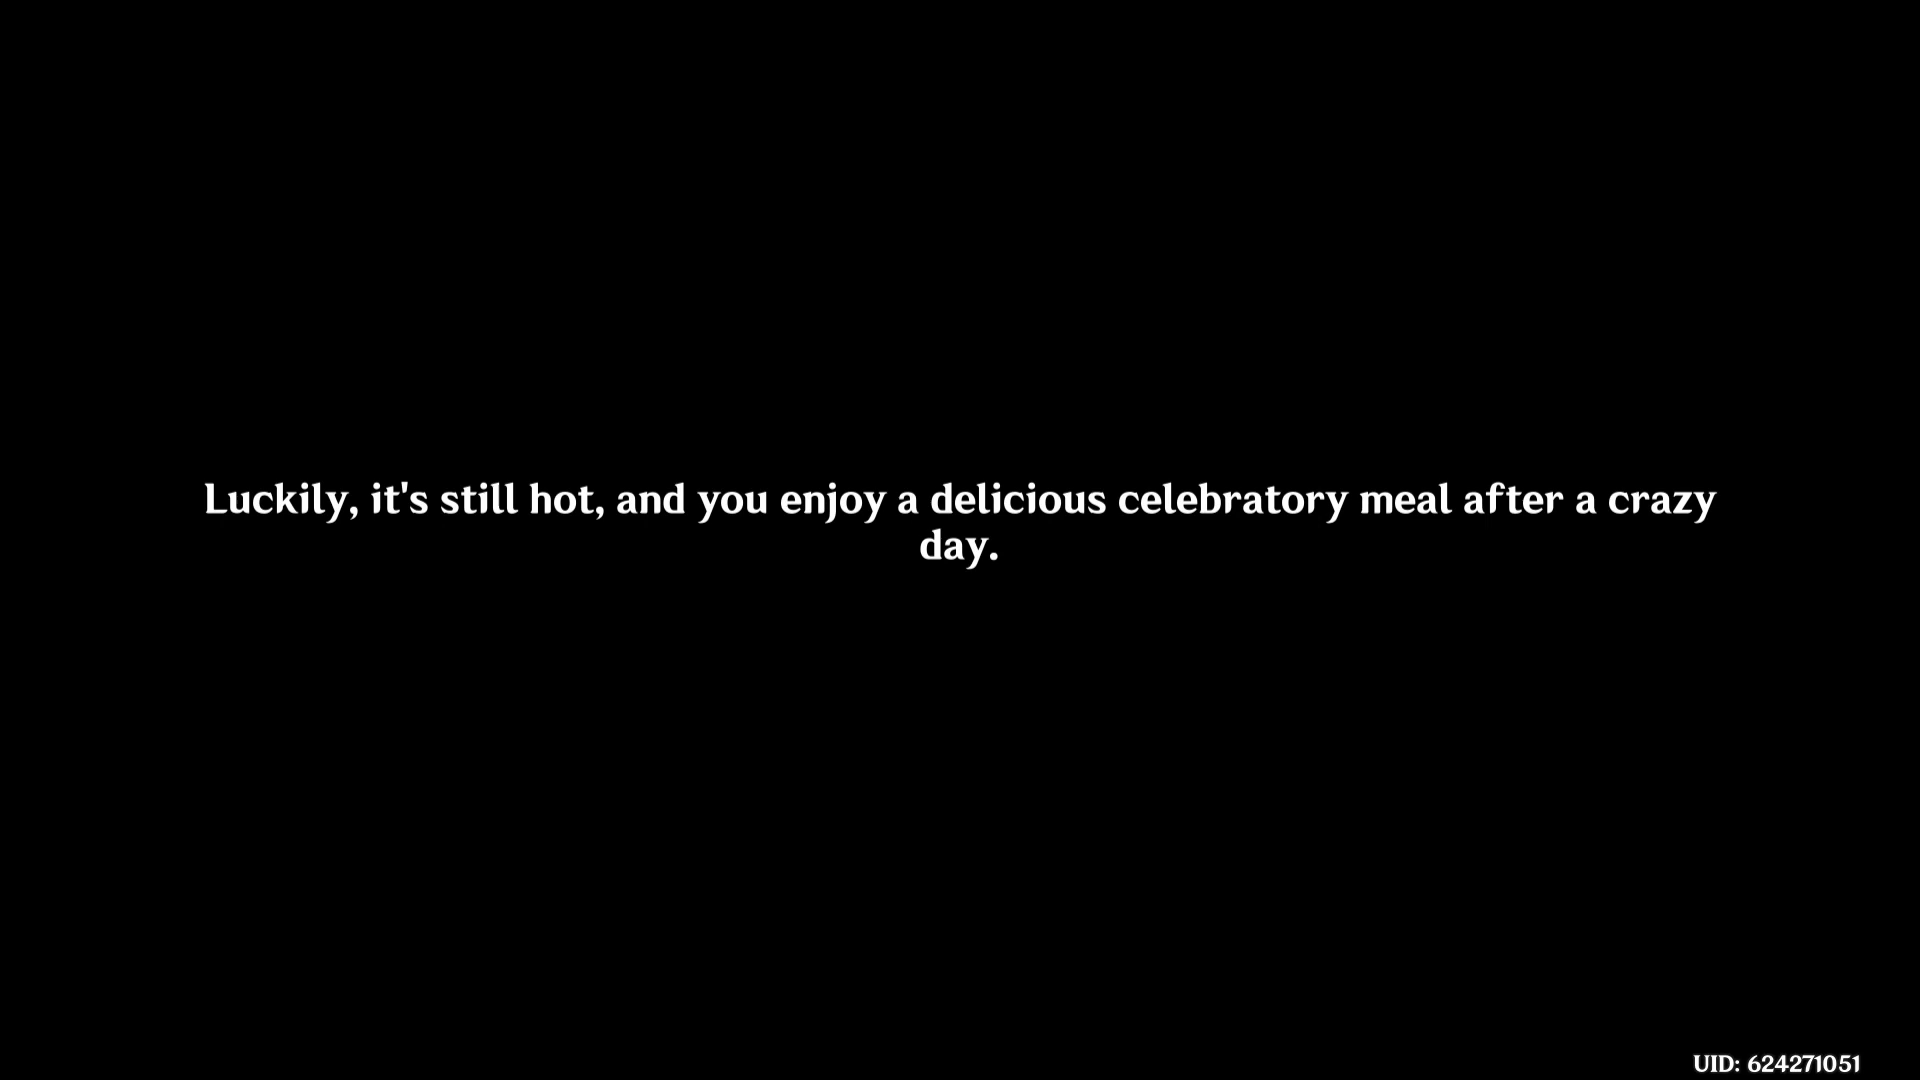 Luckily, it's still hot, and you enjoy a delicious celebratory meal after a crazy
day.
UID: 624271051